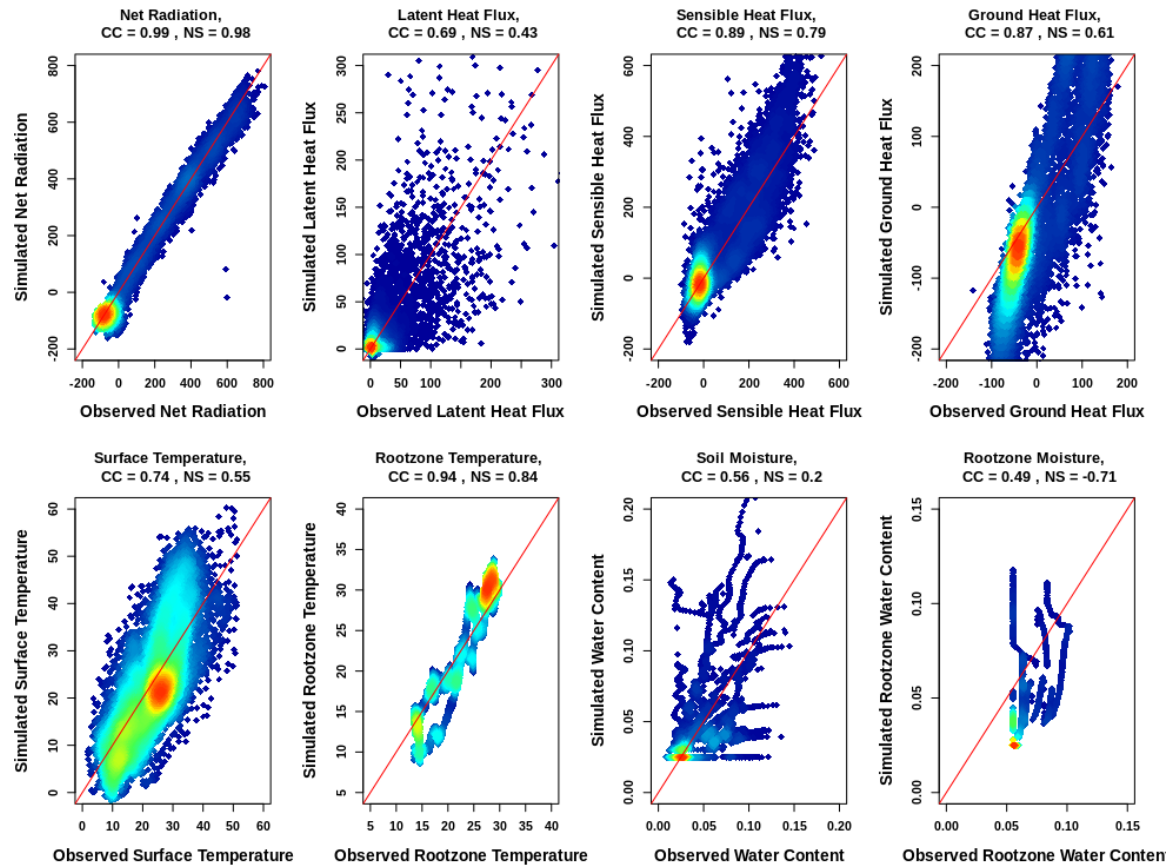 Net Radiation,
CC = 0.99 , NS = 0.98
Simulated Net Radiation
800
600
400
200
0
-200
-200 0 200 400 600 800
Observed Net Radiation
Latent Heat Flux,
CC = 0.69 , NS = 0.43
Simulated Latent Heat Flux
300
250
200
150
100
50
0
0 50 100 200 300
Observed Latent Heat Flux
Sensible Heat Flux,
CC = 0.89 , NS = 0.79
Simulated Sensible Heat Flux
600
400
200
0
-200
-200 0 200 400 600
Observed Sensible Heat Flux
Ground Heat Flux,
CC = 0.87 , NS = 0.61
Simulated Ground Heat Flux
200
100
0
-100
-200
-200 -100 0 100 200
Observed Ground Heat Flux
Surface Temperature,
CC = 0.74 , NS = 0.55
Simulated Surface Temperature
60
50
40
30
20
10
0
0 10 20 30 40 50 60
Observed Surface Temperature
Rootzone Temperature,
CC = 0.94 , NS = 0.84
Simulated Rootzone Temperature
40
35
30
25
20
15
10
5
5 10 15 20 25 30 35 40
Observed Rootzone Temperature
Soil Moisture,
CC = 0.56 , NS = 0.2
Simulated Water Content
0.20
0.15
0.10
0.05
0.00
0.00 0.05 0.10 0.15 0.20
Observed Water Content
Rootzone Moisture,
CC = 0.49 , NS = -0.71
Simulated Rootzone Water Content
0.15
0.10
0.05
0.00
0.00 0.05 0.10 0.15
Observed Rootzone Water Content